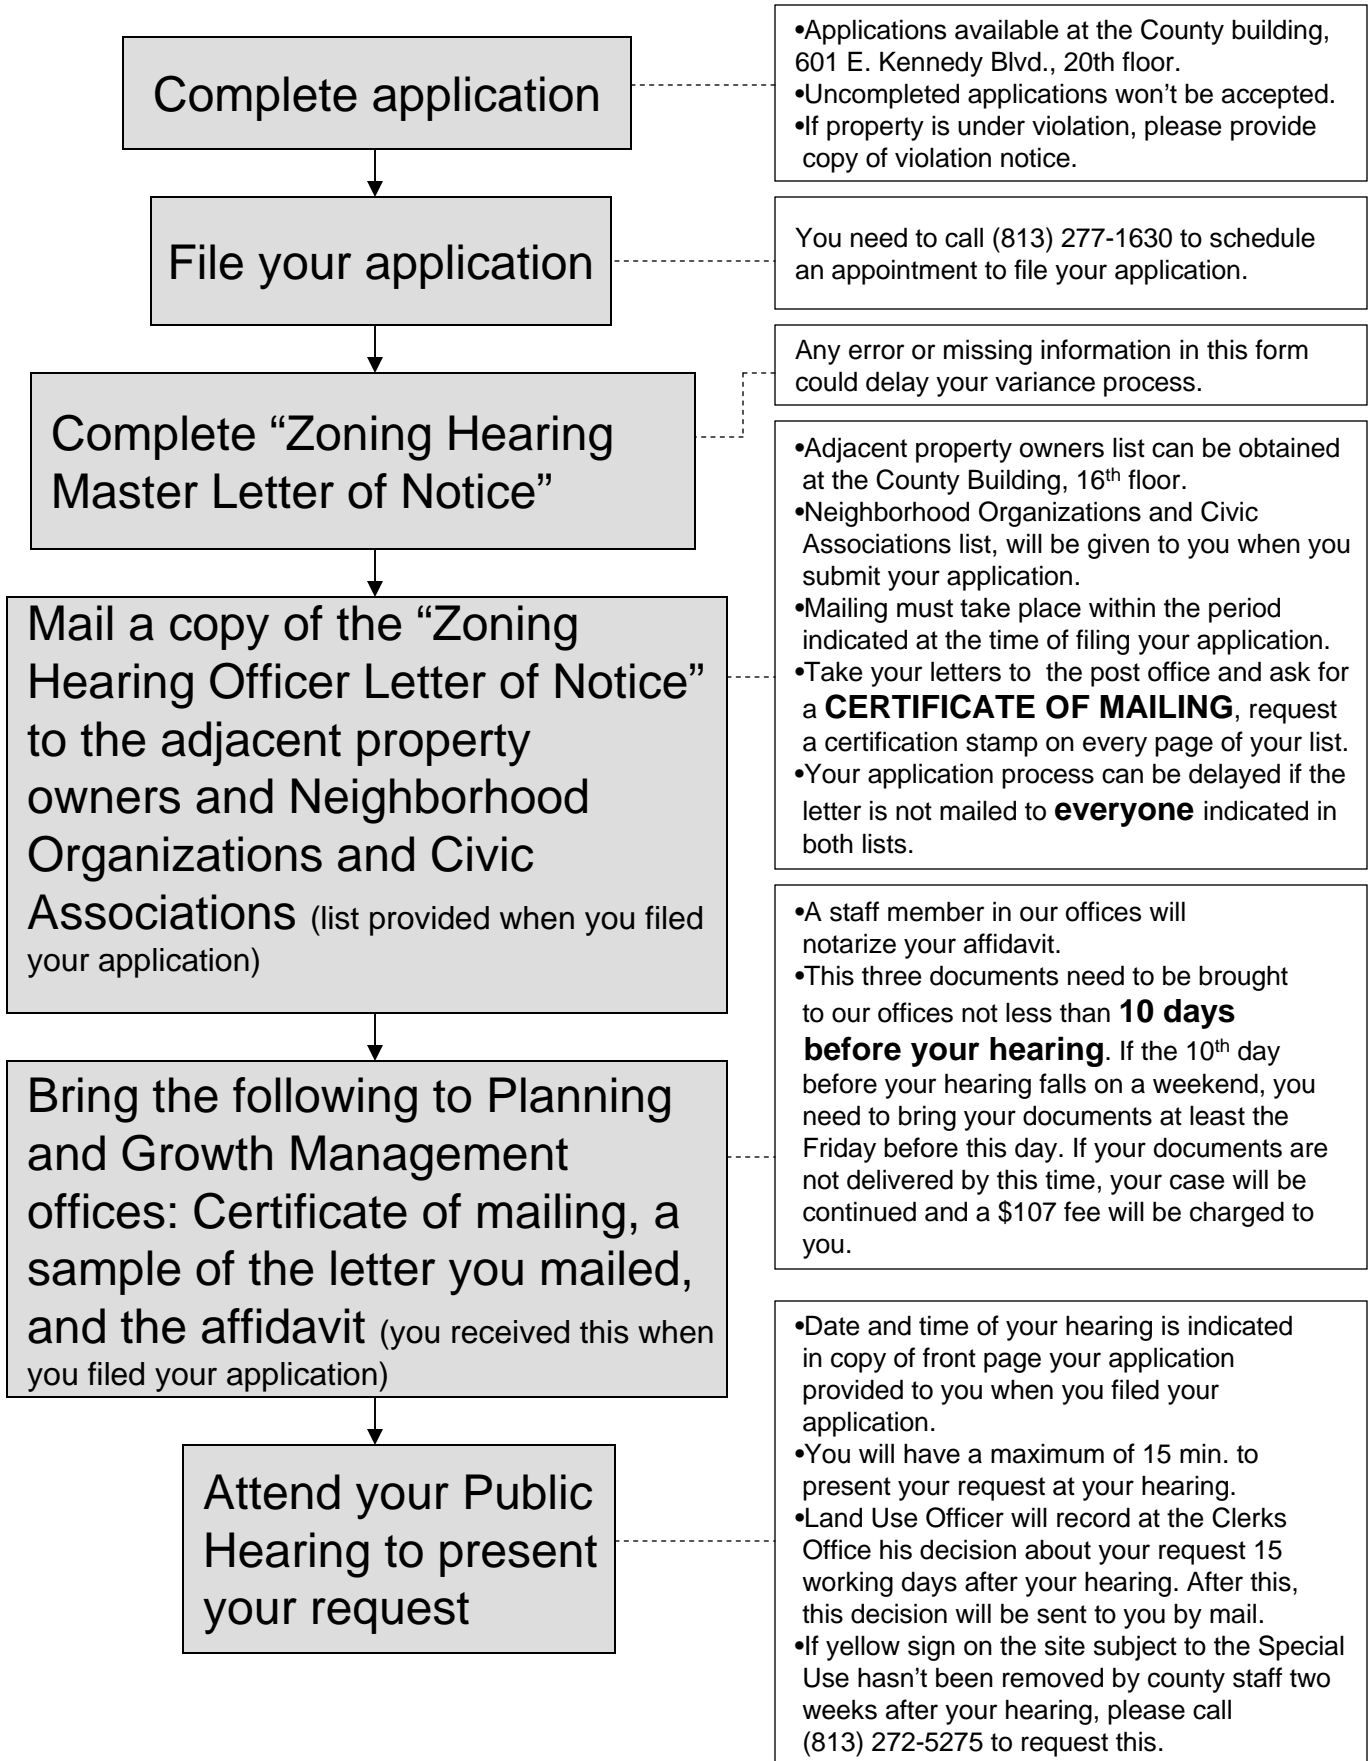 Complete application
•Applications available at the County building,
601 E. Kennedy Blvd., 20th floor.
•Uncompleted applications won’t be accepted.
•If property is under violation, please provide
copy of violation notice.
File your application
You need to call (813) 277-1630 to schedule
an appointment to file your application.
Complete “Zoning Hearing
Master Letter of Notice”
Any error or missing information in this form
could delay your variance process.
Mail a copy of the “Zoning
Hearing Officer Letter of Notice”
to the adjacent property
owners and Neighborhood
Organizations and Civic
Associations (list provided when you filed
your application)
•Adjacent property owners list can be obtained
at the County Building, 16th floor.
•Neighborhood Organizations and Civic
Associations list, will be given to you when you
submit your application.
•Mailing must take place within the period
indicated at the time of filing your application.
•Take your letters to the post office and ask for
a CERTIFICATE OF MAILING, request
a certification stamp on every page of your list.
•Your application process can be delayed if the
letter is not mailed to everyone indicated in
both lists.
Bring the following to Planning
and Growth Management
offices: Certificate of mailing, a
sample of the letter you mailed,
and the affidavit (you received this when
you filed your application)
•A staff member in our offices will
notarize your affidavit.
•This three documents need to be brought
to our offices not less than 10 days
before your hearing. If the 10th day
before your hearing falls on a weekend, you
need to bring your documents at least the
Friday before this day. If your documents are
not delivered by this time, your case will be
continued and a $107 fee will be charged to
you.
Attend your Public
Hearing to present
your request
•Date and time of your hearing is indicated
in copy of front page your application
provided to you when you filed your
application.
•You will have a maximum of 15 min. to
present your request at your hearing.
•Land Use Officer will record at the Clerks
Office his decision about your request 15
working days after your hearing. After this,
this decision will be sent to you by mail.
•If yellow sign on the site subject to the Special
Use hasn’t been removed by county staff two
weeks after your hearing, please call
(813) 272-5275 to request this.